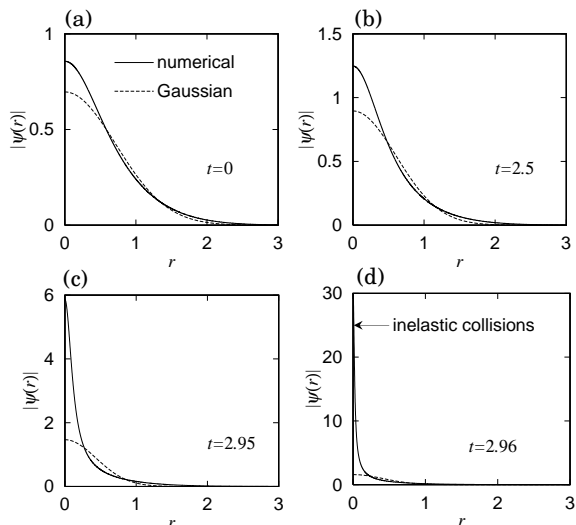 (a)
1
0.5
0
|ψ(r)|
numerical
Gaussian
t=0
0 1 2 3
r
(b)
1.5
1
0.5
0
|ψ(r)|
t=2.5
0 1 2 3
r
(c)
6
4
2
0
|ψ(r)|
t=2.95
0 1 2 3
r
(d)
30
20
10
0
|ψ(r)|
inelastic collisions
t=2.96
0 1 2 3
r